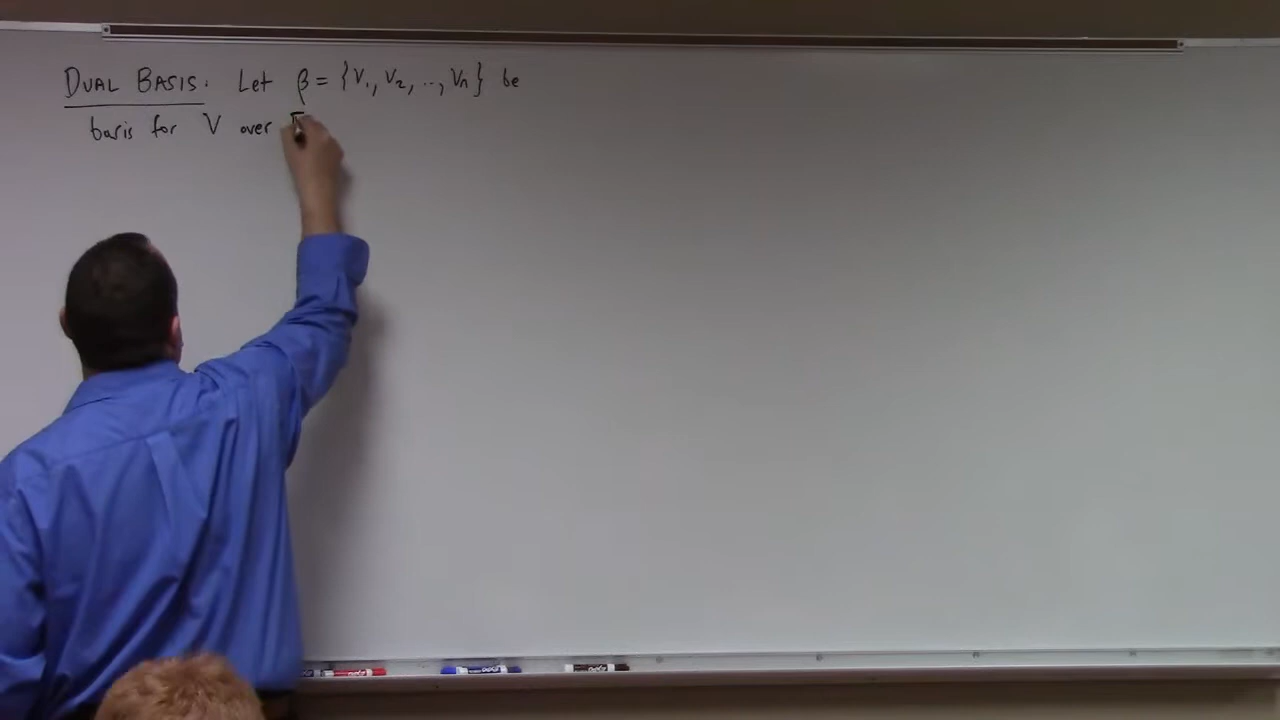 DUAL BASIS. Let β = {v₁, v₂, ..., vₙ} be
basis for V over